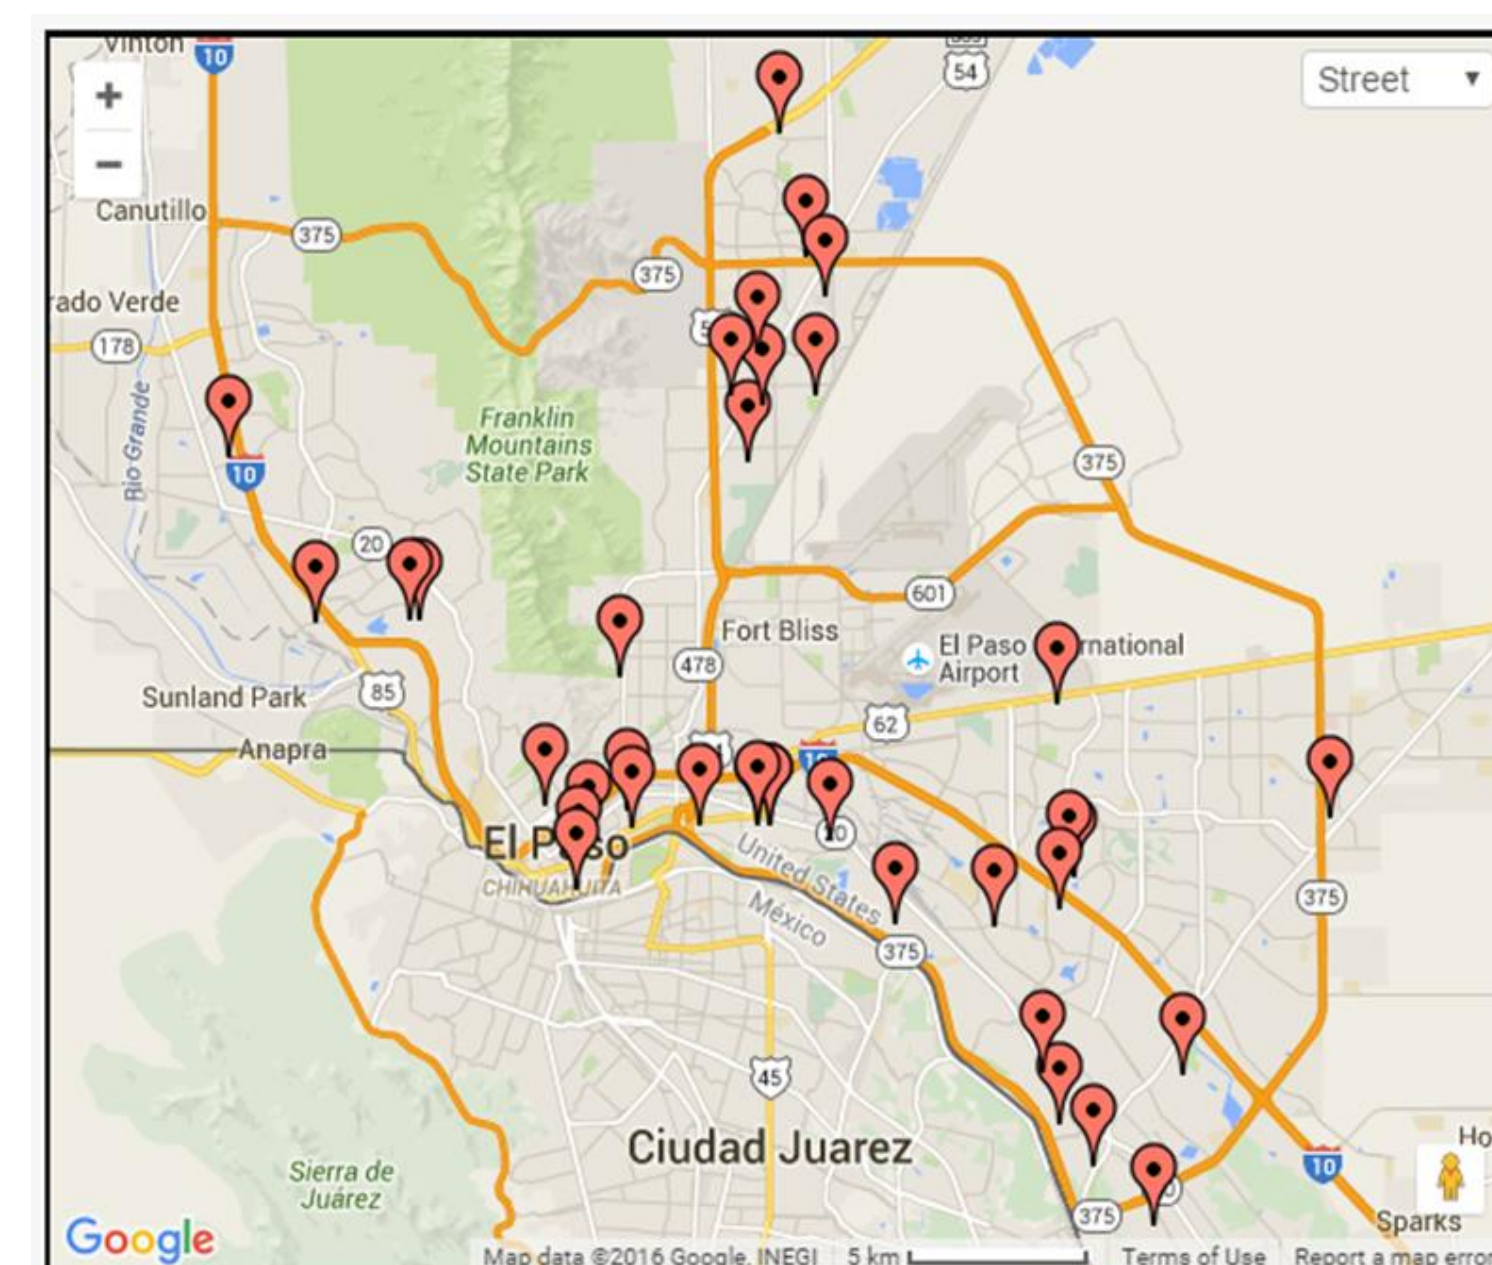 Vinton
10
54
Street
+
−
Canutillo
375
375
rado Verde
178
Rio Grande
Franklin
Mountains
State Park
10
375
20
601
Fort Bliss
El Paso
rnational
Airport
478
85
Sunland Park
62
Anapra
El P so
CHIHUAHUITA
United States
México
375
375
45
Ciudad Juarez
Ho
10
Sierra de
Juárez
375
Sparks
Google
Map data ©2016 Google, INEGI
5 km
Terms of Use
Report a map error